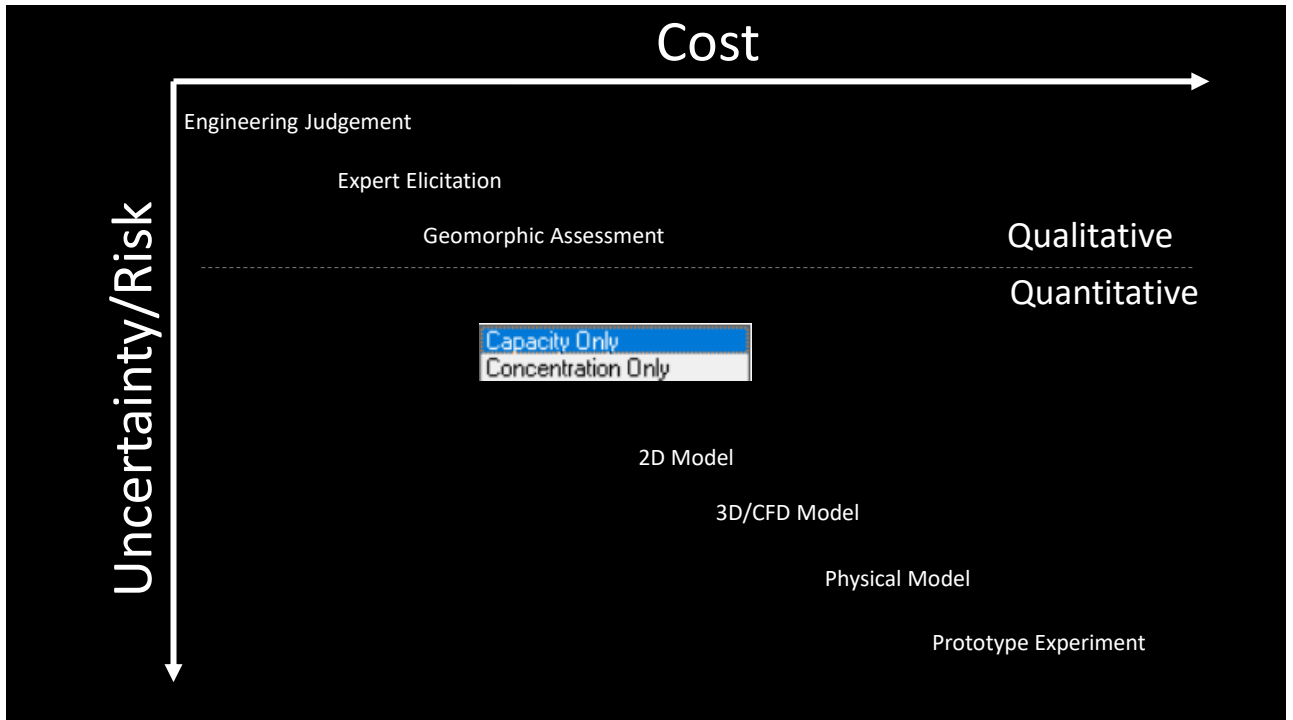 Cost
Engineering Judgement
Expert Elicitation
Geomorphic Assessment
Qualitative
Quantitative
Uncertainty/Risk
Capacity Only
Concentration Only
2D Model
3D/CFD Model
Physical Model
Prototype Experiment